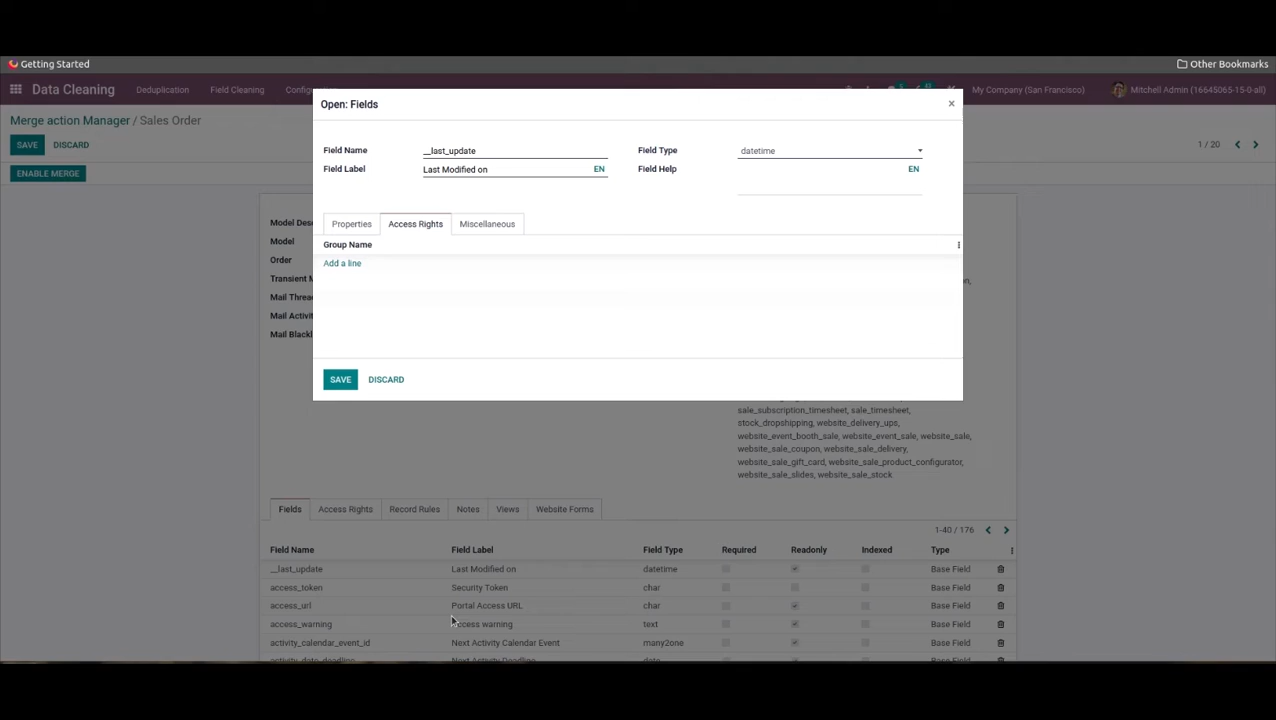 Getting Started Other Bookmarks
Data Cleaning Deduplication Field Cleaning My Company (San Francisco) Mitchell Admin (16645065-15-0-all)
Open: Fields ×
Merge action Manager / Sales Order
SAVE DISCARD 1 / 20
ENABLE MERGE
Field Name __last_update Field Type datetime
Field Label Last Modified on EN Field Help EN
Properties Access Rights Miscellaneous
Group Name
Add a line
Model
Order
SAVE DISCARD
sale_subscription_timesheet, sale_timesheet,
stock_dropshipping, website_delivery_ups,
website_event_booth_sale, website_event_sale, website_sale,
website_sale_coupon, website_sale_delivery,
website_sale_gift_card, website_sale_product_configurator,
website_sale_slides, website_sale_stock
Fields Access Rights Record Rules Notes Views Website Forms
1-40 / 176
Field Name Field Label Field Type Required Readonly Indexed Type
__last_update Last Modified on datetime Base Field
access_token Security Token char Base Field
access_url Portal Access URL char Base Field
access_warning Access warning text Base Field
activity_calendar_event_id Next Activity Calendar Event many2one Base Field